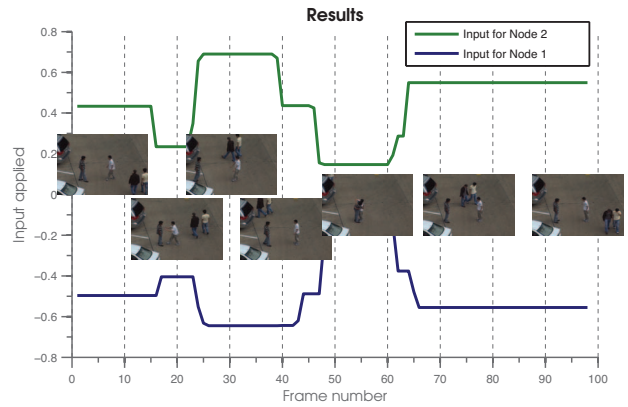 Results
Input for Node 2
Input for Node 1
Input applied
0.8
0.6
0.4
0.2
0
−0.2
−0.4
−0.6
−0.8
0 10 20 30 40 50 60 70 80 90 100
Frame number